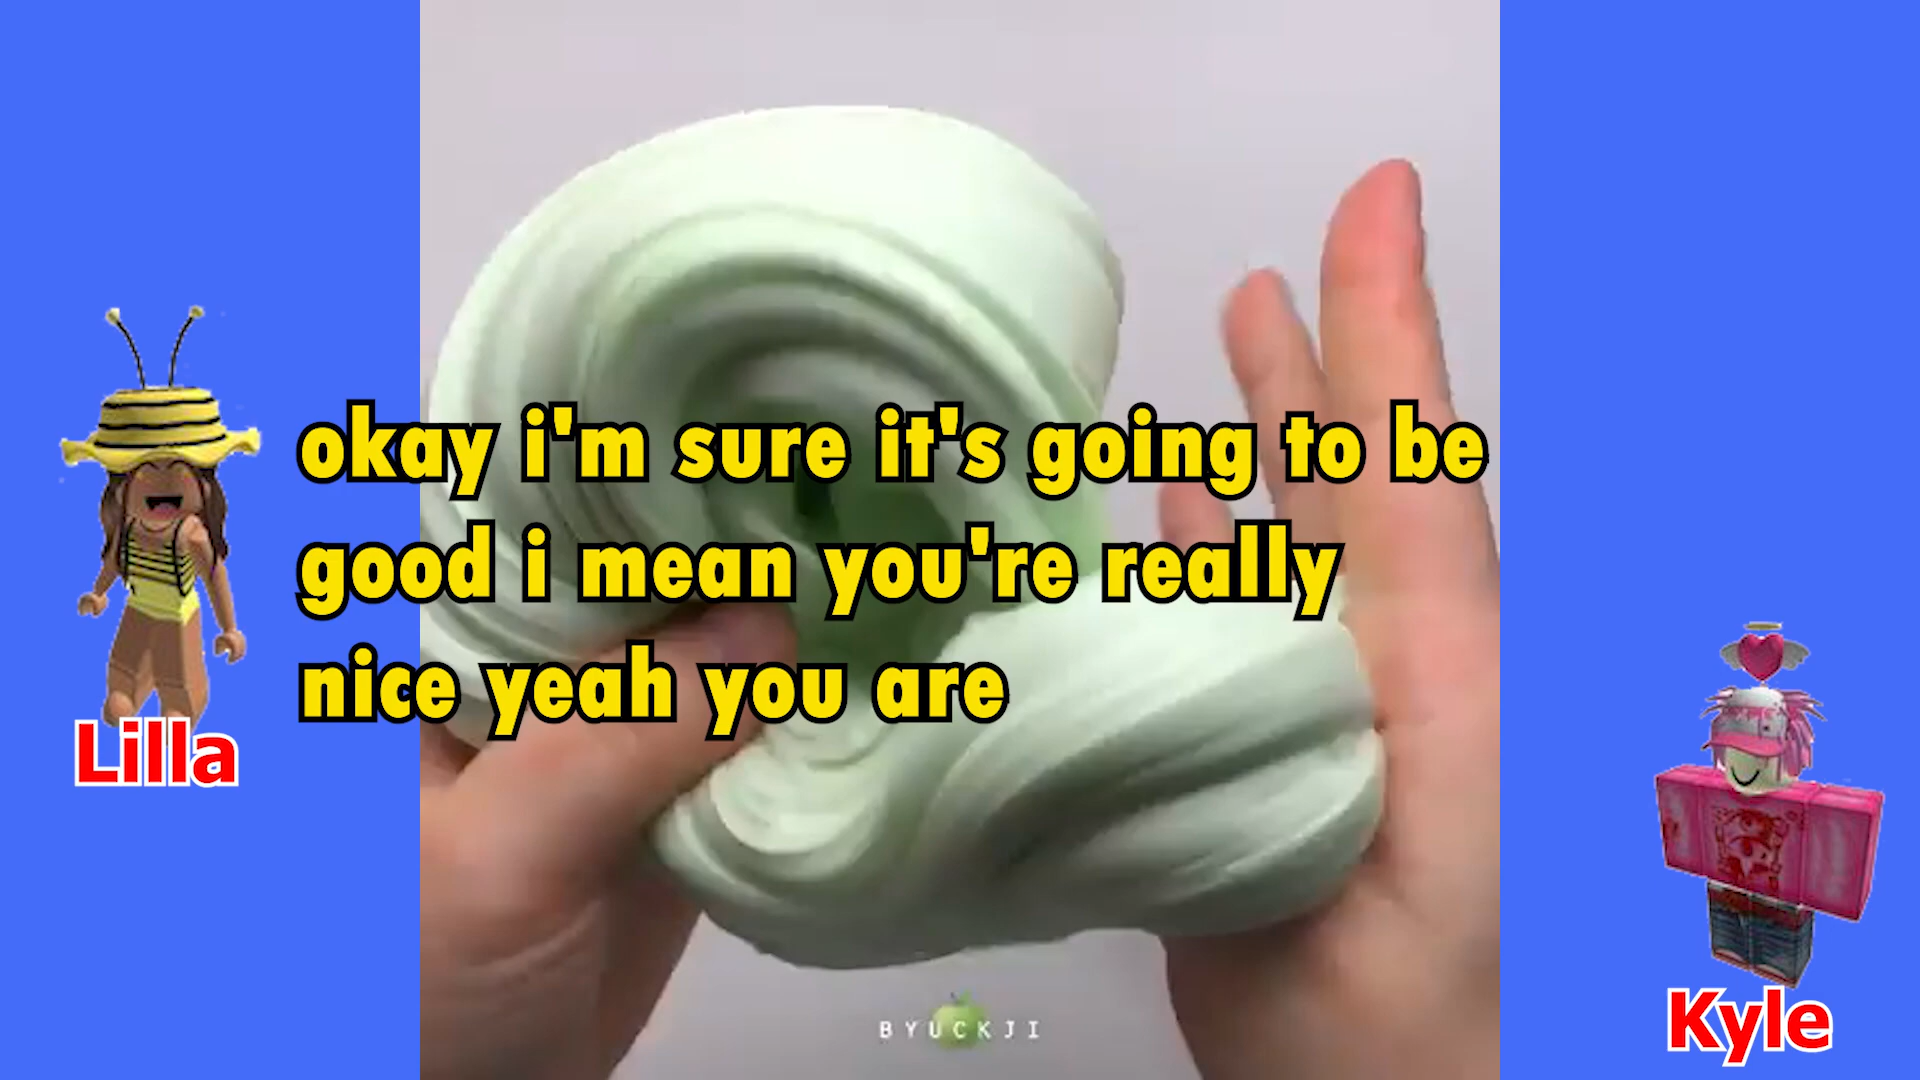 okay i'm sure it's going to be
good i mean you're really
nice yeah you are
Lilla
Kyle
BYUCKJI